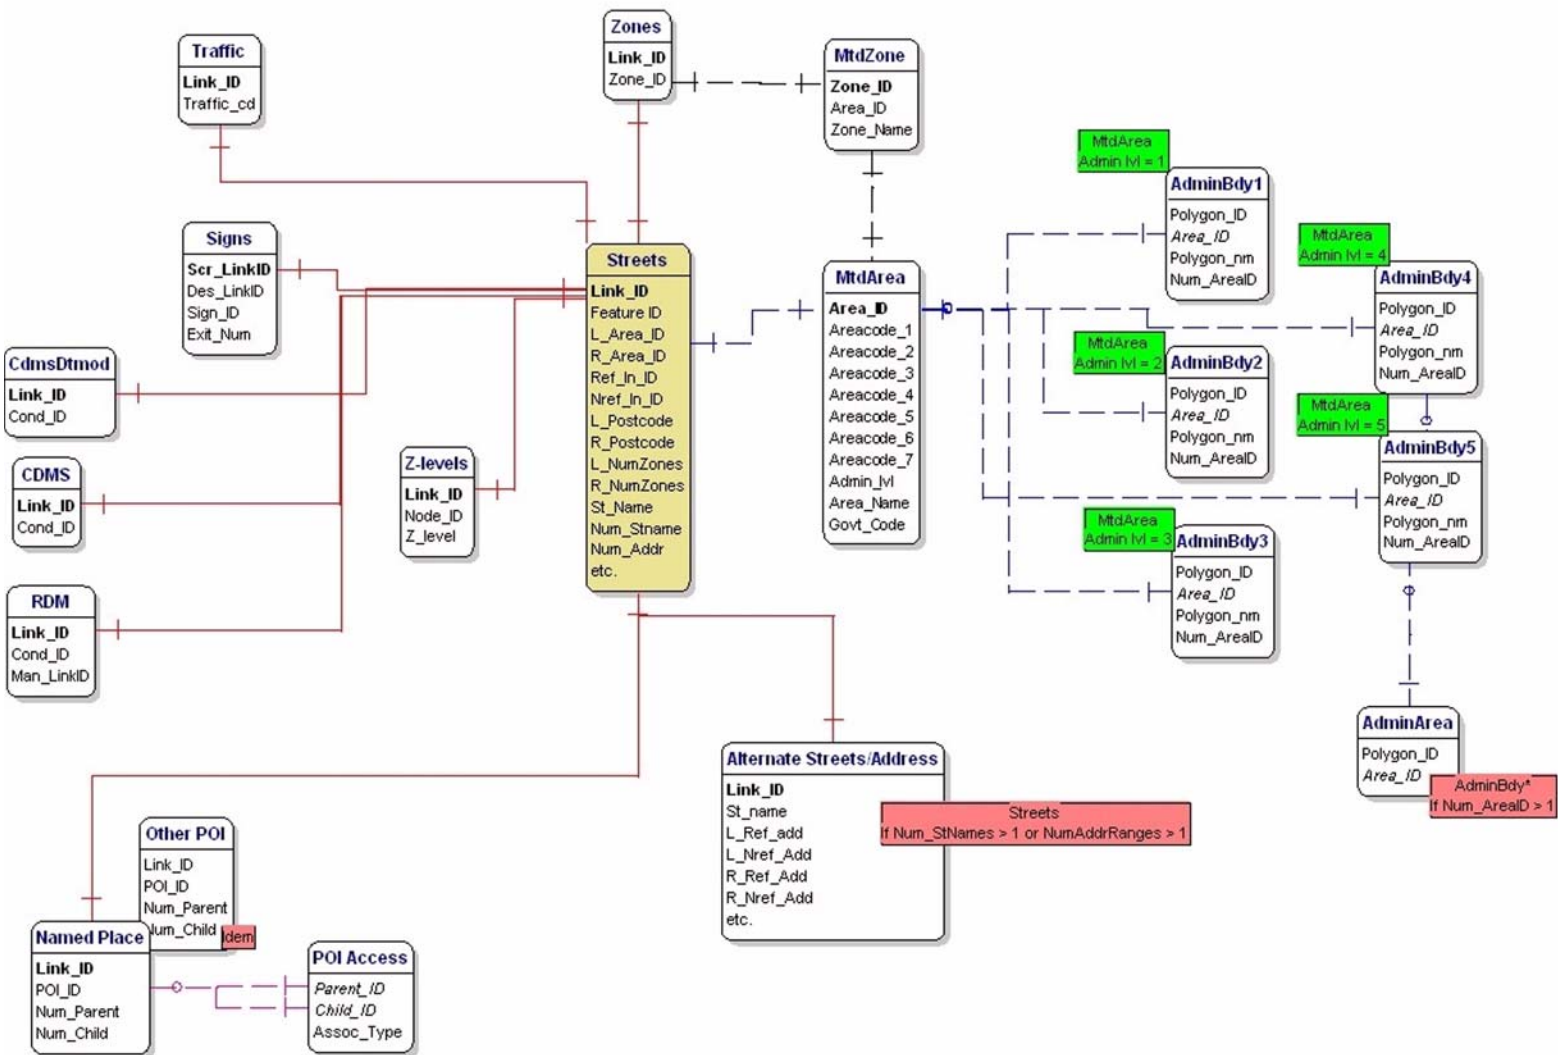 Traffic
Link_ID
Traffic_cd
Zones
Link_ID
Zone_ID
MtdZone
Zone_ID
Area_ID
Zone_Name
MtdArea
Admin lvl = 1
AdminBdy1
Polygon_ID
Area_ID
Polygon_nm
Num_AreaID
Signs
Scr_LinkID
Des_LinkID
Sign_ID
Exit_Num
Streets
Link_ID
Feature ID
L_Area_ID
R_Area_ID
Ref_In_ID
Nref_In_ID
L_Postcode
R_Postcode
L_NumZones
R_NumZones
St_Name
Num_Stname
Num_Addr
etc.
MtdArea
Area_ID
Areacode_1
Areacode_2
Areacode_3
Areacode_4
Areacode_5
Areacode_6
Areacode_7
Admin_lvl
Area_Name
Govt_Code
MtdArea
Admin lvl = 4
AdminBdy4
Polygon_ID
Area_ID
Polygon_nm
Num_AreaID
MtdArea
Admin lvl = 2
AdminBdy2
Polygon_ID
Area_ID
Polygon_nm
Num_AreaID
MtdArea
Admin lvl = 5
AdminBdy5
Polygon_ID
Area_ID
Polygon_nm
Num_AreaID
CdmsDtmod
Link_ID
Cond_ID
CDMS
Link_ID
Cond_ID
Z-levels
Link_ID
Node_ID
Z_level
MtdArea
Admin lvl = 3
AdminBdy3
Polygon_ID
Area_ID
Polygon_nm
Num_AreaID
RDM
Link_ID
Cond_ID
Man_LinkID
AdminArea
Polygon_ID
Area_ID
AdminBdy*
If Num_AreaID > 1
Alternate Streets/Address
Link_ID
St_name
L_Ref_add
L_Nref_Add
R_Ref_Add
R_Nref_Add
etc.
Streets
If Num_StNames > 1 or NumAddrRanges > 1
Other POI
Link_ID
POI_ID
Num_Parent
Num_Child
Idem
Named Place
Link_ID
POI_ID
Num_Parent
Num_Child
POI Access
Parent_ID
Child_ID
Assoc_Type